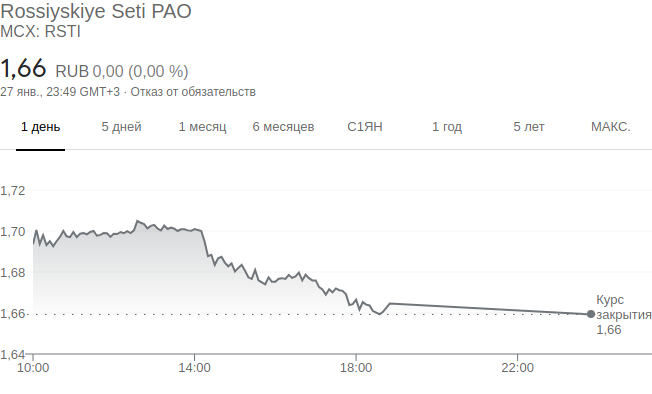 Rossiyskiye Seti PAO
MCX: RSTI
1,66 RUB 0,00 (0,00 %)
27 янв., 23:49 GMT+3 · Отказ от обязательств
1 день 5 дней 1 месяц 6 месяцев С1ЯН 1 год 5 лет МАКС.
1,72
1,70
1,68
1,66
1,64
Курс
закрытия
1,66
10:00 14:00 18:00 22:00